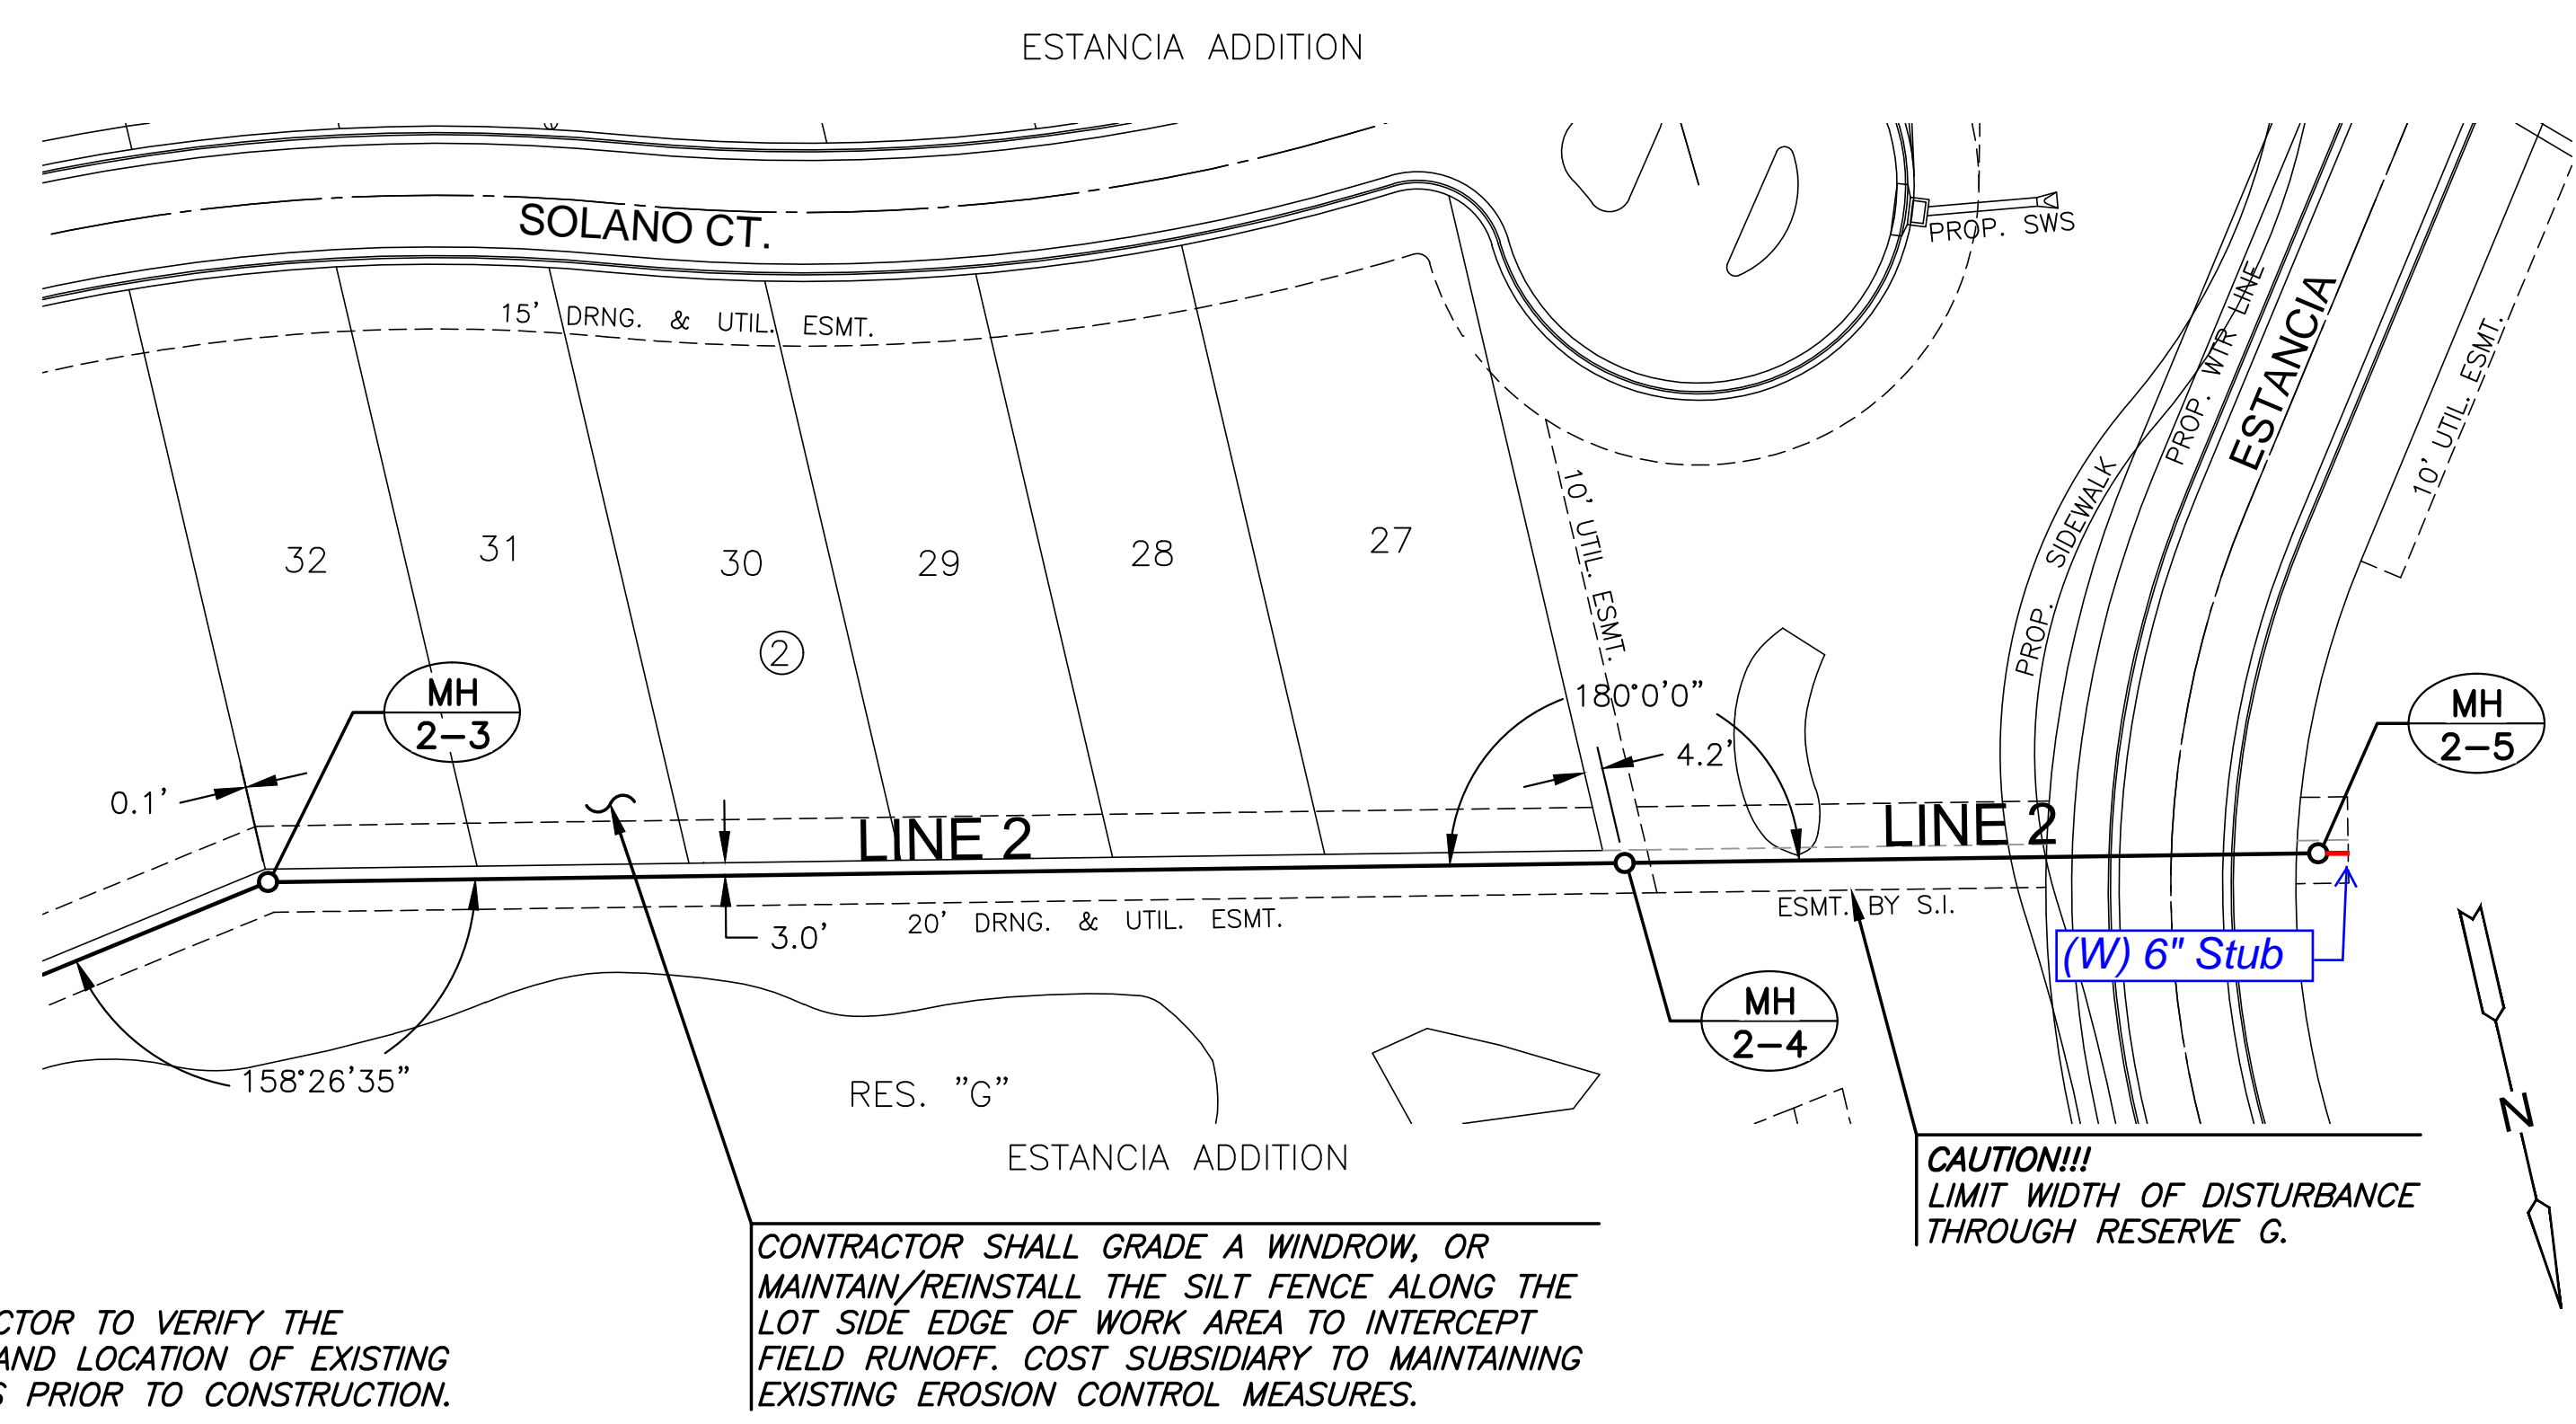 ESTANCIA ADDITION
SOLANO CT.
PROP. SWS
15' DRNG. & UTIL. ESMT.
PROP. WTR LINE
ESTANCIA
10' UTIL. ESMT.
PROP. SIDEWALK
10' UTIL. ESMT.
32
31
30
29
28
27
2
MH
2-3
180°0'0"
4.2'
MH
2-5
0.1'
LINE 2
LINE 2
3.0'
20' DRNG. & UTIL. ESMT.
ESMT. BY S.I.
(W) 6" Stub
MH
2-4
158°26'35"
RES. "G"
N
ESTANCIA ADDITION
CAUTION!!!
LIMIT WIDTH OF DISTURBANCE
THROUGH RESERVE G.
CONTRACTOR SHALL GRADE A WINDROW, OR
MAINTAIN/REINSTALL THE SILT FENCE ALONG THE
LOT SIDE EDGE OF WORK AREA TO INTERCEPT
FIELD RUNOFF. COST SUBSIDIARY TO MAINTAINING
EXISTING EROSION CONTROL MEASURES.
CTOR TO VERIFY THE
AND LOCATION OF EXISTING
S PRIOR TO CONSTRUCTION.